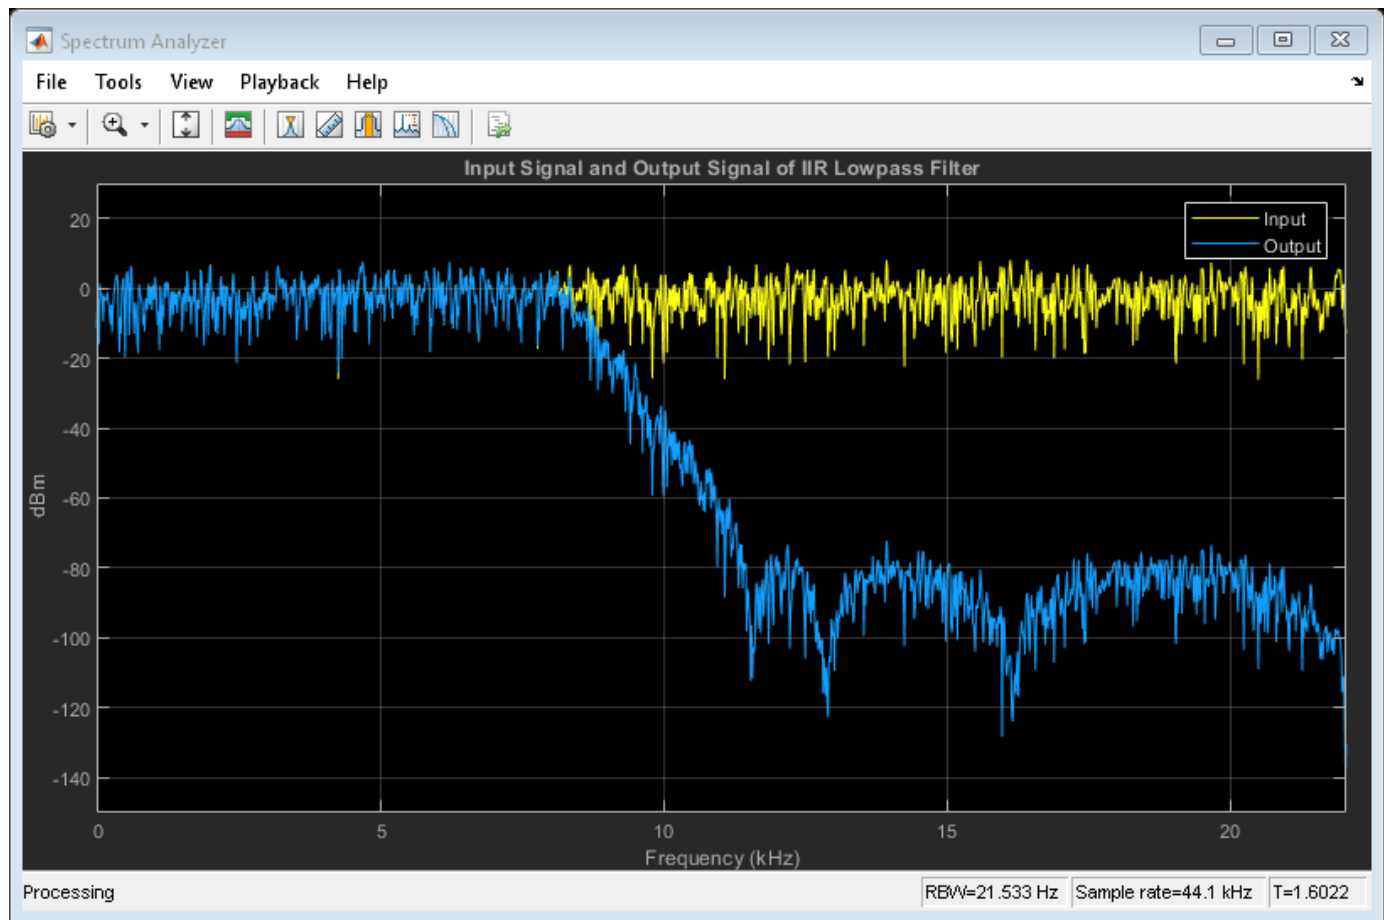 Spectrum Analyzer
File Tools View Playback Help
Input Signal and Output Signal of IIR Lowpass Filter
Input
Output
20
0
-20
-40
-60
-80
-100
-120
-140
dBm
0 5 10 15 20
Frequency (kHz)
Processing RBW=21.533 Hz Sample rate=44.1 kHz T=1.6022